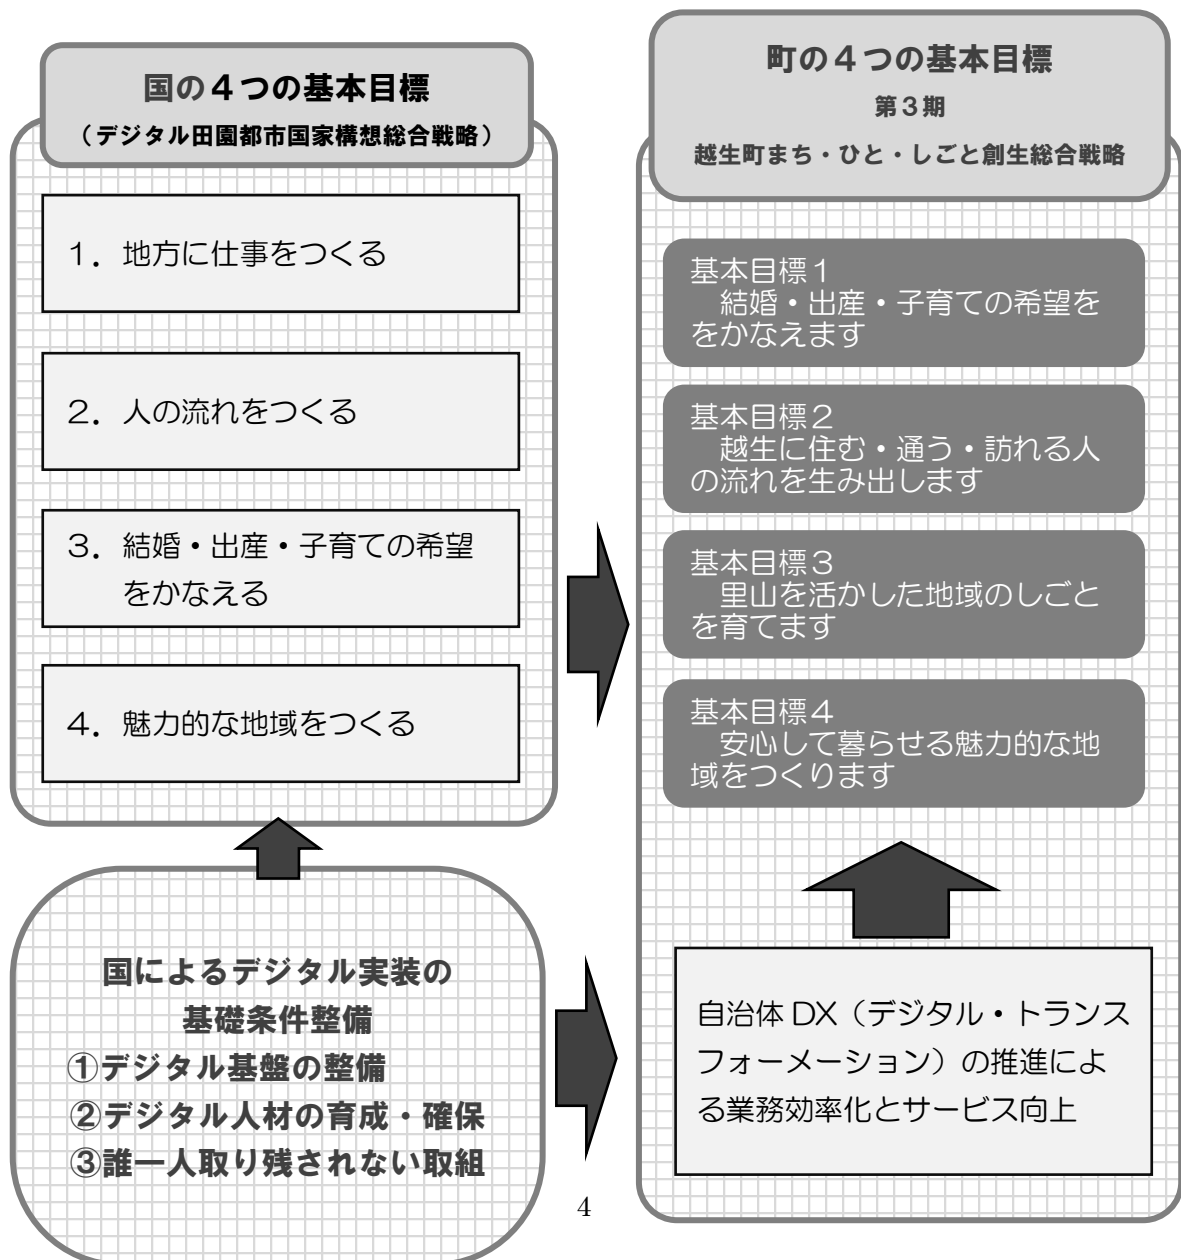 国の４つの基本目標
（デジタル田園都市国家構想総合戦略）
１．地方に仕事をつくる
２．人の流れをつくる
３．結婚・出産・子育ての希望
をかなえる
４．魅力的な地域をつくる
国によるデジタル実装の
基礎条件整備
①デジタル基盤の整備
②デジタル人材の育成・確保
③誰一人取り残されない取組
町の４つの基本目標
第３期
越生町まち・ひと・しごと創生総合戦略
基本目標１
結婚・出産・子育ての希望を
をかなえます
基本目標２
越生に住む・通う・訪れる人
の流れを生み出します
基本目標３
里山を活かした地域のしごと
を育てます
基本目標４
安心して暮らせる魅力的な地
域をつくります
自治体 DX（デジタル・トランス
フォーメーション）の推進によ
る業務効率化とサービス向上
4